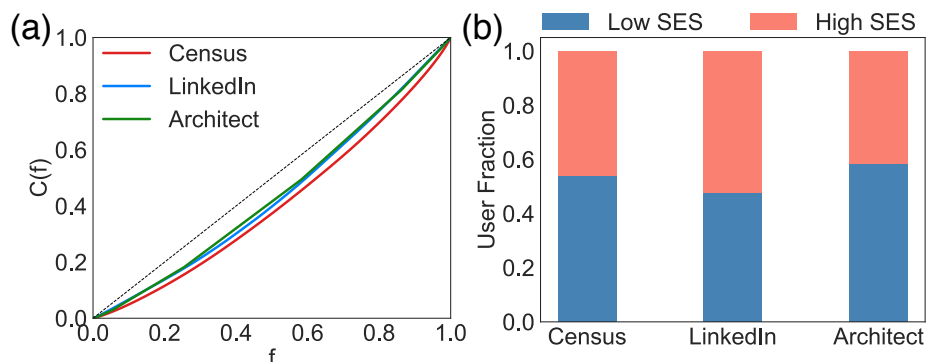 (a)
1.0
0.8
0.6
0.4
0.2
0.0
C(f)
Census
LinkedIn
Architect
0.0 0.2 0.4 0.6 0.8 1.0
f
(b)
Low SES High SES
1.0
0.8
0.6
0.4
0.2
0.0
User Fraction
Census LinkedIn Architect